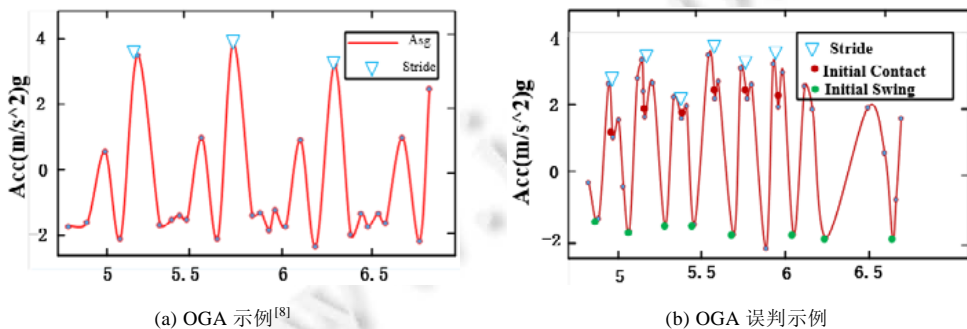 4
2
0
−2
Acc(m/s^2)g
5
5.5
6
6.5
Asg
Stride
(a) OGA 示例[8]
4
2
0
−2
Acc(m/s^2)g
5
5.5
6
6.5
Stride
Initial Contact
Initial Swing
(b) OGA 误判示例